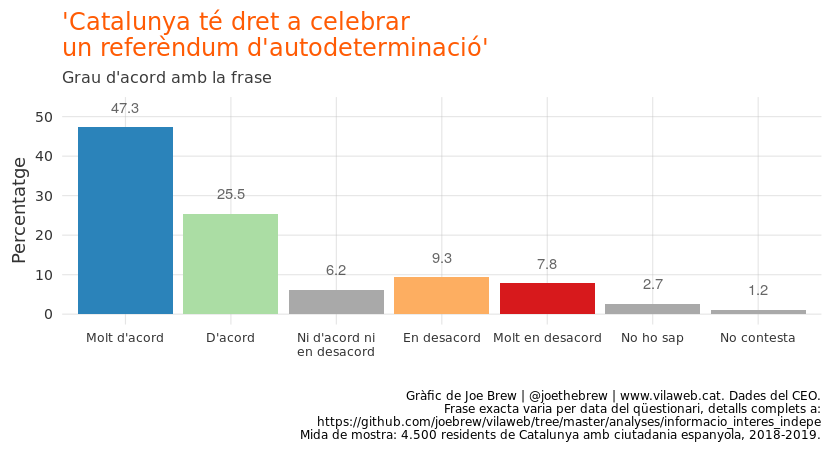 'Catalunya té dret a celebrar
un referèndum d'autodeterminació'
Grau d'acord amb la frase
Percentatge
50
40
30
20
10
0
47.3
25.5
6.2
9.3
7.8
2.7
1.2
Molt d'acord
D'acord
Ni d'acord ni
en desacord
En desacord
Molt en desacord
No ho sap
No contesta
Gràfic de Joe Brew | @joethebrew | www.vilaweb.cat. Dades del CEO.
Frase exacta varia per data del qüestionari, detalls complets a:
https://github.com/joebrew/vilaweb/tree/master/analyses/informacio_interes_indepe
Mida de mostra: 4.500 residents de Catalunya amb ciutadania espanyola, 2018-2019.